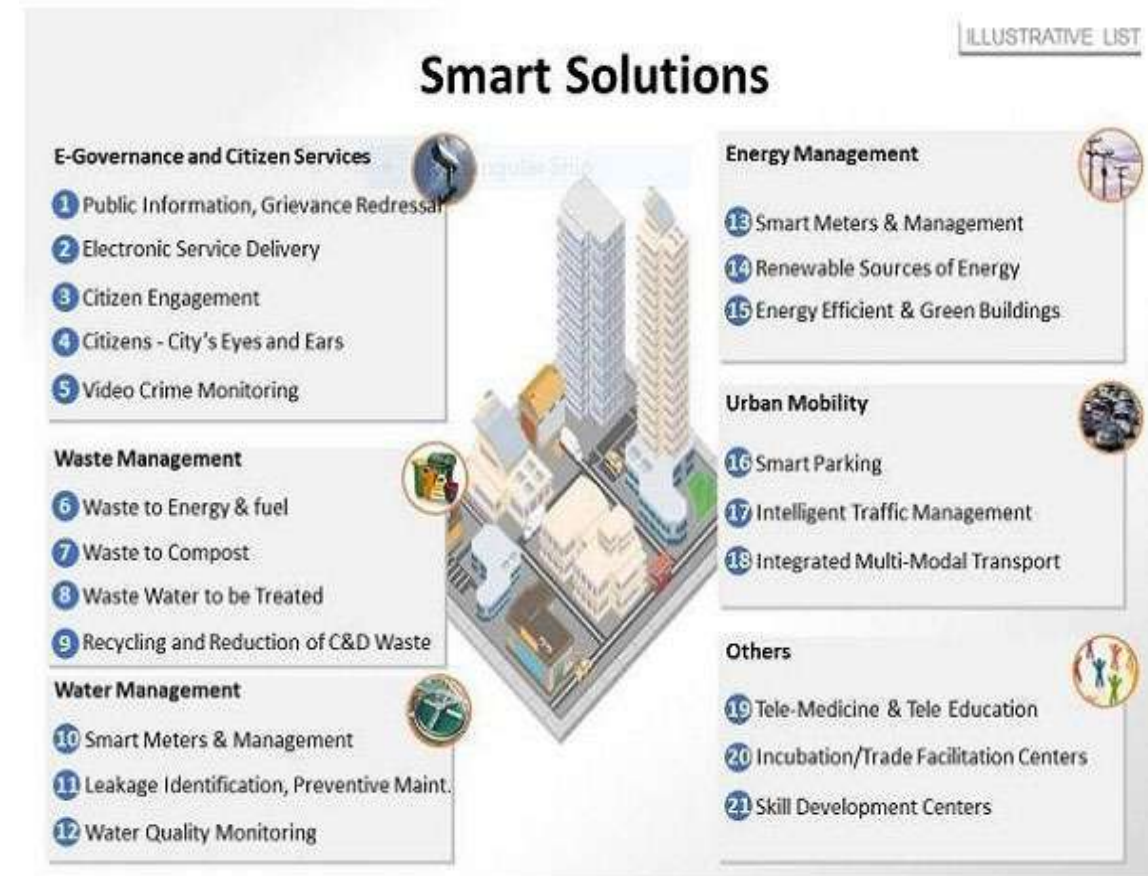 ILLUSTRATIVE LIST
Smart Solutions
E-Governance and Citizen Services
1 Public Information, Grievance Redressal
2 Electronic Service Delivery
3 Citizen Engagement
4 Citizens - City's Eyes and Ears
5 Video Crime Monitoring
Waste Management
6 Waste to Energy & fuel
7 Waste to Compost
8 Waste Water to be Treated
9 Recycling and Reduction of C&D Waste
Water Management
10 Smart Meters & Management
11 Leakage Identification, Preventive Maint.
12 Water Quality Monitoring
Energy Management
13 Smart Meters & Management
14 Renewable Sources of Energy
15 Energy Efficient & Green Buildings
Urban Mobility
16 Smart Parking
17 Intelligent Traffic Management
18 Integrated Multi-Modal Transport
Others
19 Tele-Medicine & Tele Education
20 Incubation/Trade Facilitation Centers
21 Skill Development Centers